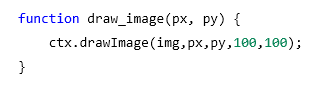 function draw_image(px, py) {
    ctx.drawImage(img,px,py,100,100);
}